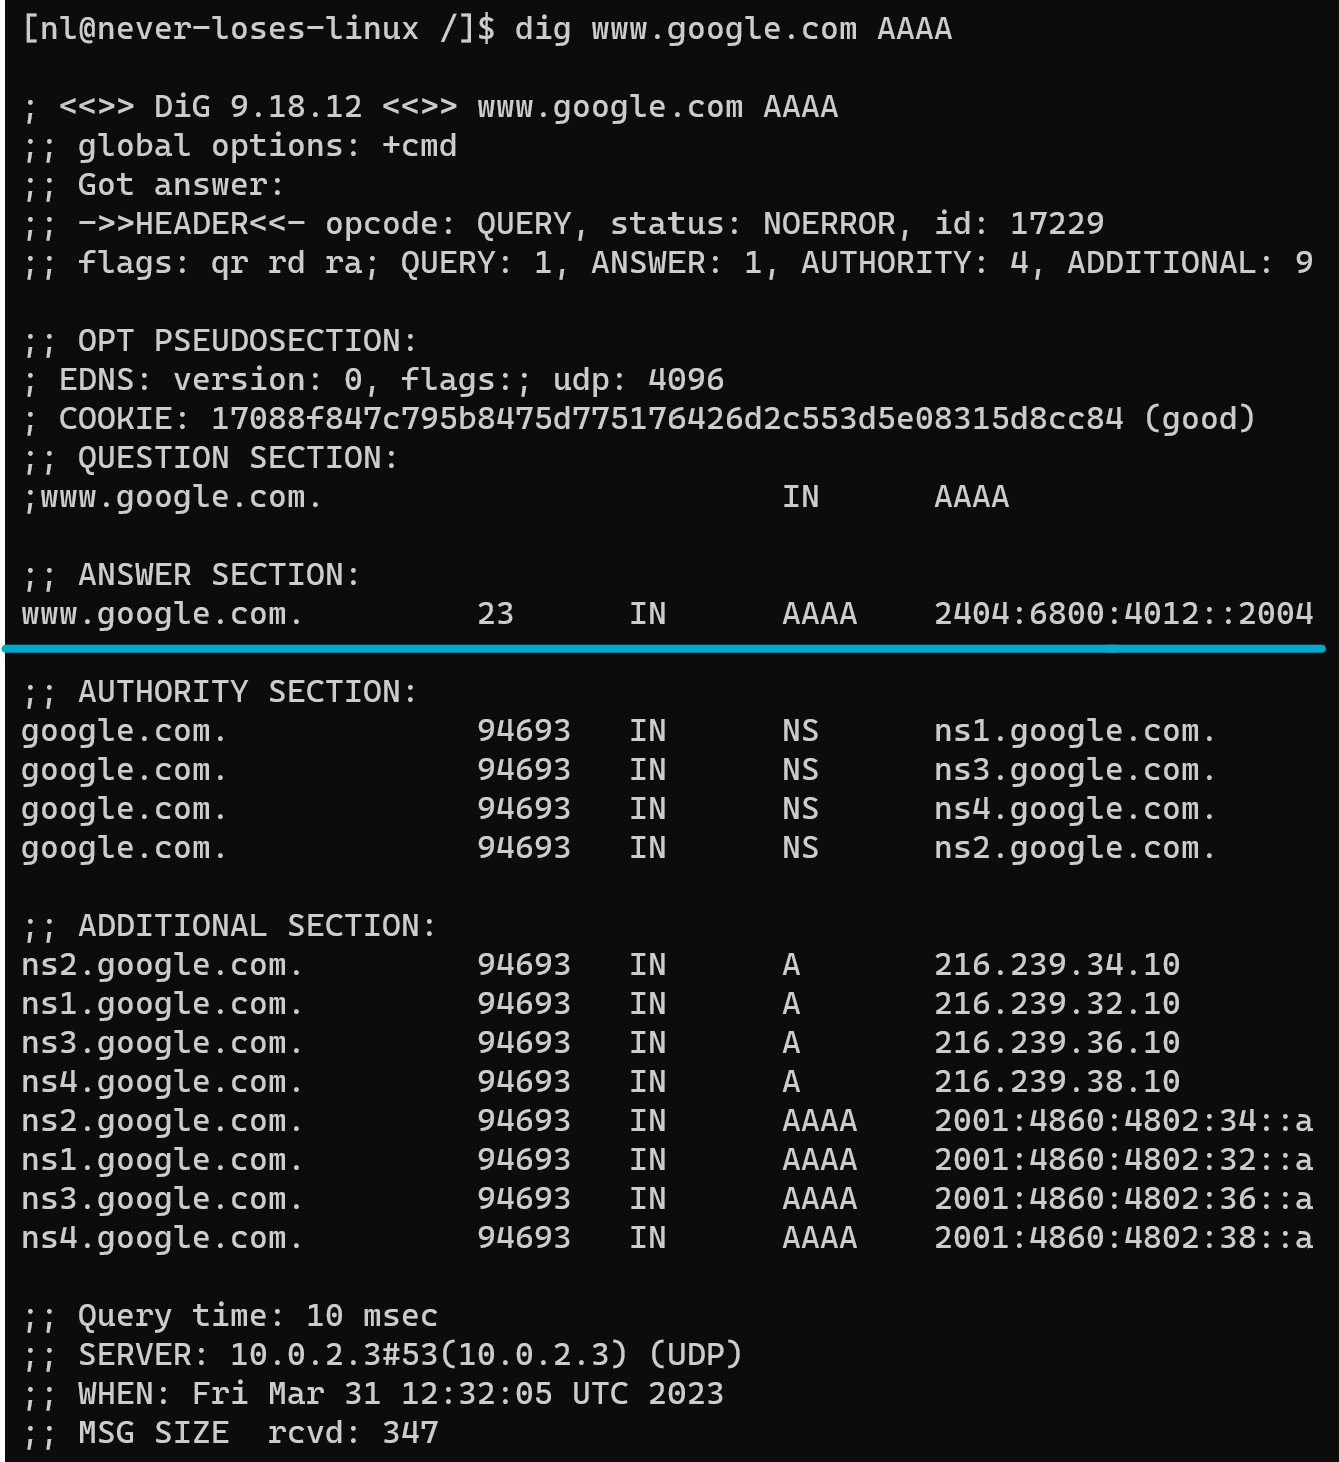 [nl@never-loses-linux /]$ dig www.google.com AAAA
; <<>> DiG 9.18.12 <<>> www.google.com AAAA
;; global options: +cmd
;; Got answer:
;; ->>HEADER<<- opcode: QUERY, status: NOERROR, id: 17229
;; flags: qr rd ra; QUERY: 1, ANSWER: 1, AUTHORITY: 4, ADDITIONAL: 9
;; OPT PSEUDOSECTION:
; EDNS: version: 0, flags:; udp: 4096
; COOKIE: 17088f847c795b8475d775176426d2c553d5e08315d8cc84 (good)
;; QUESTION SECTION:
;www.google.com. IN AAAA
;; ANSWER SECTION:
www.google.com. 23 IN AAAA 2404:6800:4012::2004
;; AUTHORITY SECTION:
google.com. 94693 IN NS ns1.google.com.
google.com. 94693 IN NS ns3.google.com.
google.com. 94693 IN NS ns4.google.com.
google.com. 94693 IN NS ns2.google.com.
;; ADDITIONAL SECTION:
ns2.google.com. 94693 IN A 216.239.34.10
ns1.google.com. 94693 IN A 216.239.32.10
ns3.google.com. 94693 IN A 216.239.36.10
ns4.google.com. 94693 IN A 216.239.38.10
ns2.google.com. 94693 IN AAAA 2001:4860:4802:34::a
ns1.google.com. 94693 IN AAAA 2001:4860:4802:32::a
ns3.google.com. 94693 IN AAAA 2001:4860:4802:36::a
ns4.google.com. 94693 IN AAAA 2001:4860:4802:38::a
;; Query time: 10 msec
;; SERVER: 10.0.2.3#53(10.0.2.3) (UDP)
;; WHEN: Fri Mar 31 12:32:05 UTC 2023
;; MSG SIZE  rcvd: 347